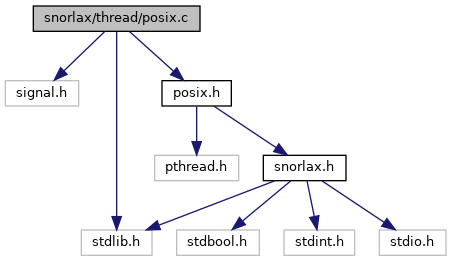 snorlax/thread/posix.c
signal.h
posix.h
pthread.h
snorlax.h
stdlib.h
stdbool.h
stdint.h
stdio.h